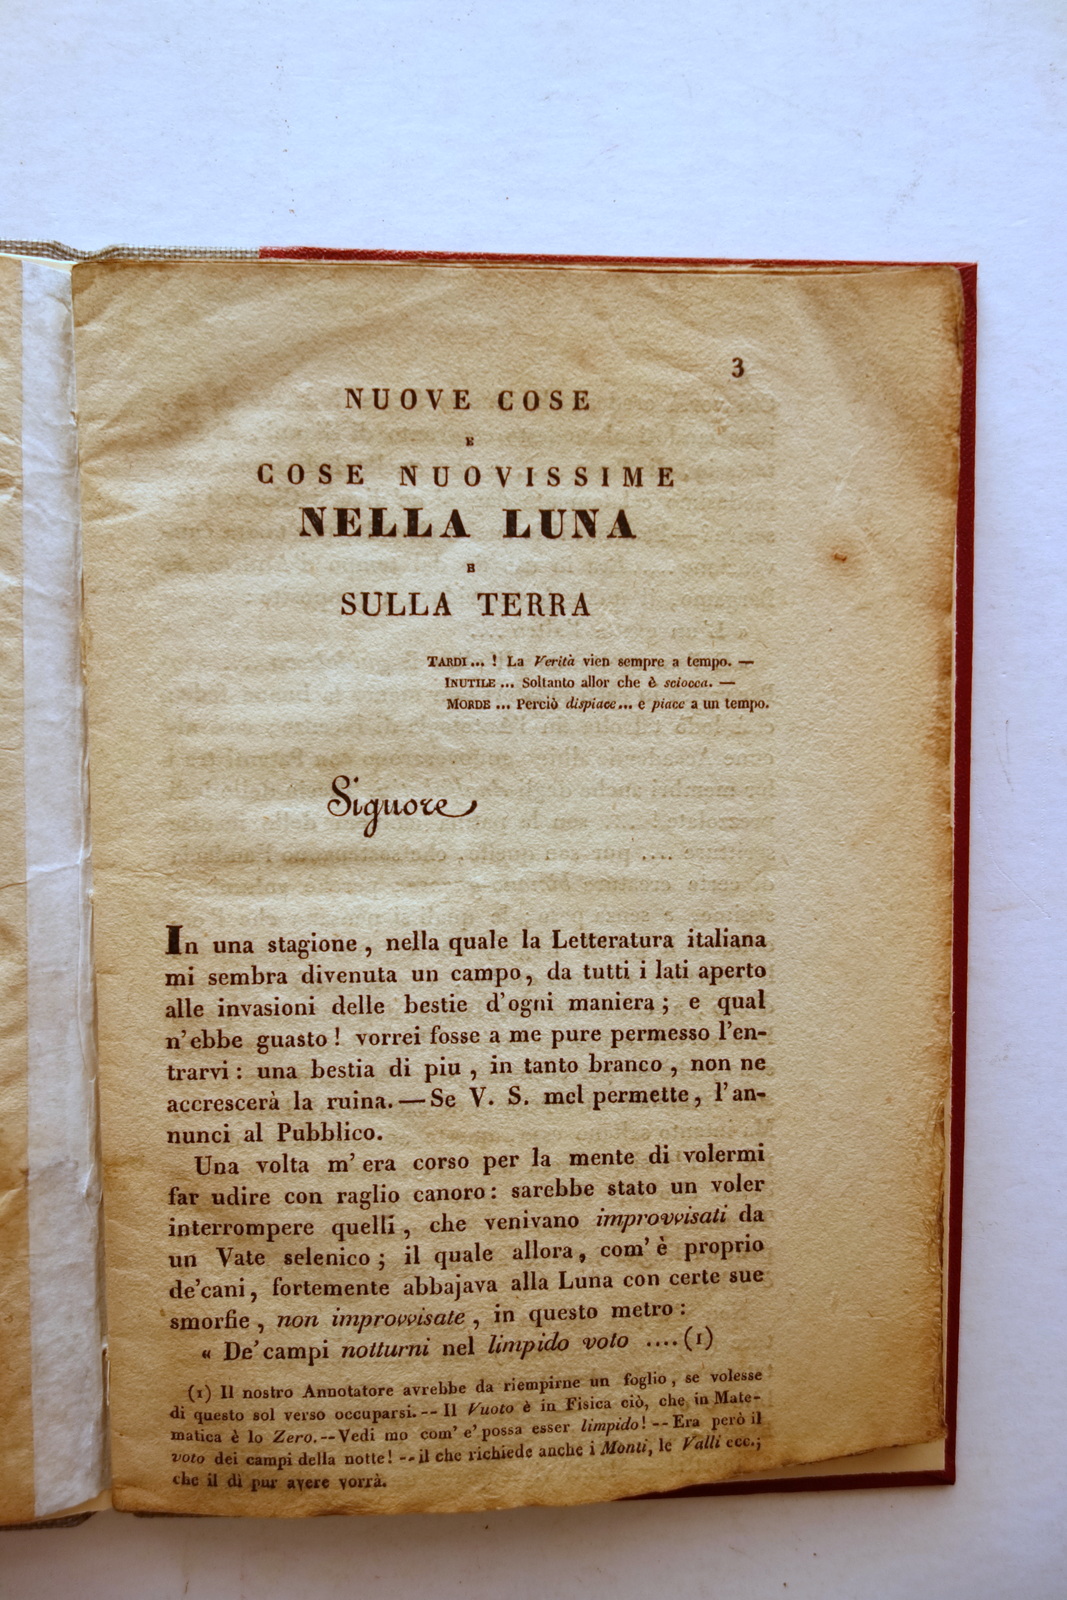 3
NUOVE COSE
E
COSE NUOVISSIME
NELLA LUNA
E
SULLA TERRA
TARDI... ! La Verità vien sempre a tempo. —
INUTILE ... Soltanto allor che è sciocca. —
MORDE ... Perciò dispiace... e piace a un tempo.
Signore
In una stagione, nella quale la Letteratura italiana
mi sembra divenuta un campo, da tutti i lati aperto
alle invasioni delle bestie d'ogni maniera; e qual
n'ebbe guasto! vorrei fosse a me pure permesso l'en-
trarvi: una bestia di piu, in tanto branco, non ne
accrescerà la ruina. — Se V. S. mel permette, l'an-
nunci al Pubblico.
Una volta m'era corso per la mente di volermi
far udire con raglio canoro: sarebbe stato un voler
interrompere quelli, che venivano improvvisati da
un Vate selenico; il quale allora, com'è proprio
de'cani, fortemente abbajava alla Luna con certe sue
smorfie, non improvvisate, in questo metro:
« De'campi notturni nel limpido voto ....(1)
(1) Il nostro Annotatore avrebbe da riempirne un foglio, se volesse
di questo sol verso occuparsi. -- Il Vuoto è in Fisica ciò, che in Mate-
matica è lo Zero. -- Vedi mo com' e' possa esser limpido! -- Era però il
voto dei campi della notte! -- il che richiede anche i Monti, le Valli ecc.;
che il dì pur avere vorrà.